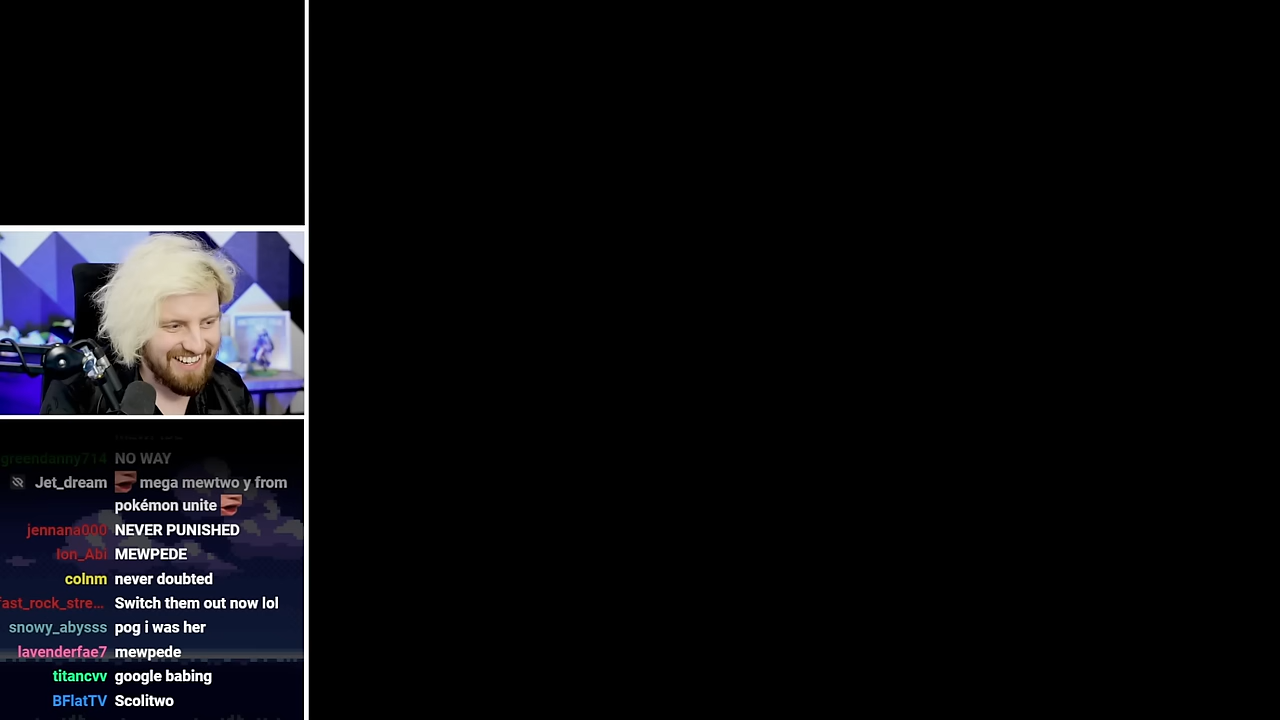 greendanny714 NO WAY
Jet_dream mega mewtwo y from
pokémon unite
jennana000 NEVER PUNISHED
Ion_Abi MEWPEDE
colnm never doubted
fast_rock_stre... Switch them out now lol
snowy_abysss pog i was her
lavenderfae7 mewpede
titancvv google babing
BFlatTV Scolitwo